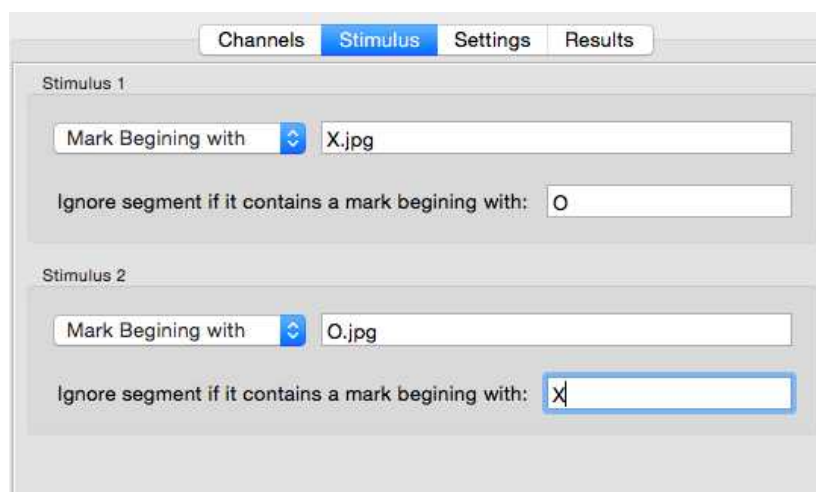 Channels Stimulus Settings Results
Stimulus 1
Mark Begining with X.jpg
Ignore segment if it contains a mark begining with: O
Stimulus 2
Mark Begining with O.jpg
Ignore segment if it contains a mark begining with: X